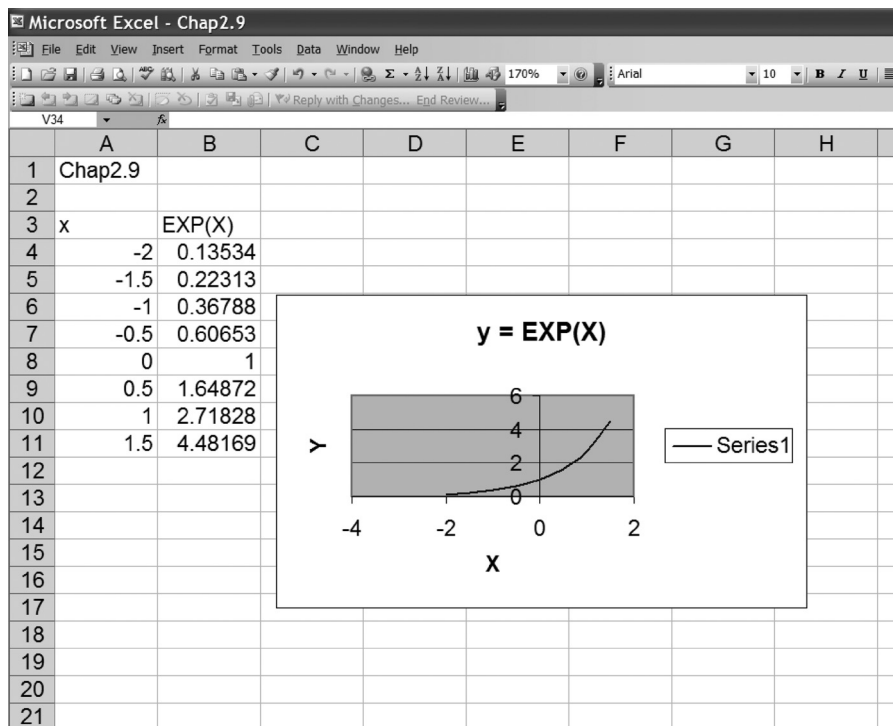 Microsoft Excel - Chap2.9
File Edit View Insert Format Tools Data Window Help
170% Arial 10 B I U
Reply with Changes... End Review...
V34 fx
A B C D E F G H
1 Chap2.9
2
3 x EXP(X)
4 -2 0.13534
5 -1.5 0.22313
6 -1 0.36788
7 -0.5 0.60653
8 0 1
9 0.5 1.64872
10 1 2.71828
11 1.5 4.48169
12
13
14
15
16
17
18
19
20
21
y = EXP(X)
6
4
2
0
Y
-4 -2 0 2
X
Series1